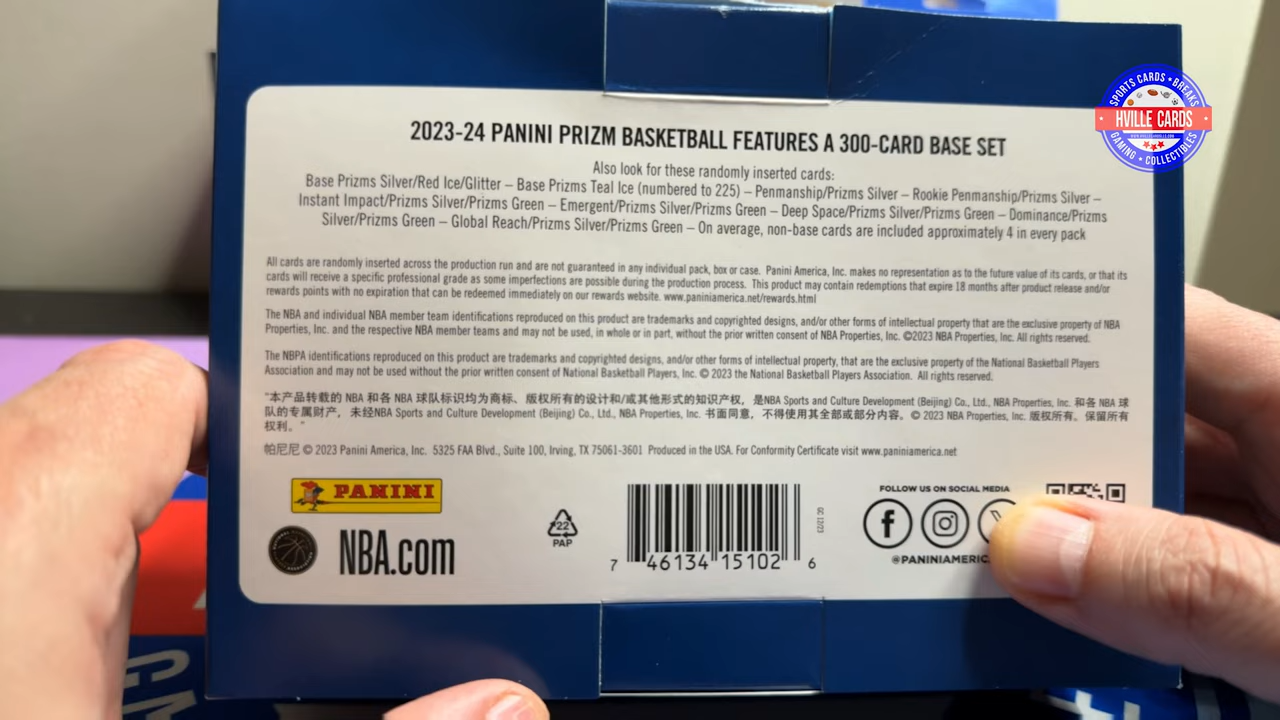 2023-24 PANINI PRIZM BASKETBALL FEATURES A 300-CARD BASE SET
Also look for these randomly inserted cards:
Base Prizms Silver/Red Ice/Glitter – Base Prizms Teal Ice (numbered to 225) – Penmanship/Prizms Silver – Rookie Penmanship/Prizms Silver –
Instant Impact/Prizms Silver/Prizms Green – Emergent/Prizms Silver/Prizms Green – Deep Space/Prizms Silver/Prizms Green – Dominance/Prizms
Silver/Prizms Green – Global Reach/Prizms Silver/Prizms Green – On average, non-base cards are included approximately 4 in every pack
All cards are randomly inserted across the production run and are not guaranteed in any individual pack, box or case. Panini America, Inc. makes no representation as to the future value of its cards, or that its
cards will receive a specific professional grade as some imperfections are possible during the production process. This product may contain redemptions that expire 18 months after product release and/or
rewards points with no expiration that can be redeemed immediately on our rewards website. www.paniniamerica.net/rewards.html
The NBA and individual NBA member team identifications reproduced on this product are trademarks and copyrighted designs, and/or other forms of intellectual property that are the exclusive property of NBA
Properties, Inc. and the respective NBA member teams and may not be used, in whole or in part, without the prior written consent of NBA Properties, Inc. ©2023 NBA Properties, Inc. All rights reserved.
The NBPA identifications reproduced on this product are trademarks and copyrighted designs, and/or other forms of intellectual property, that are the exclusive property of the National Basketball Players
Association and may not be used without the prior written consent of National Basketball Players, Inc. © 2023 the National Basketball Players Association. All rights reserved.
"本产品转载的 NBA 和各 NBA 球队标识均为商标、版权所有的设计和/或其他形式的知识产权， 是NBA Sports and Culture Development (Beijing) Co., Ltd., NBA Properties, Inc. 和各 NBA 球
队的专属财产， 未经NBA Sports and Culture Development (Beijing) Co., Ltd., NBA Properties, Inc. 书面同意，不得使用其全部或部分内容。© 2023 NBA Properties, Inc. 版权所有。保留所有
权利。"
帕尼尼 © 2023 Panini America, Inc. 5325 FAA Blvd., Suite 100, Irving, TX 75061-3601 Produced in the USA. For Conformity Certificate visit www.paniniamerica.net
PANINI
NBA.com
22
PAP
7 46134 15102 6
GC 12/23
FOLLOW US ON SOCIAL MEDIA
@PANINIAMERIC
SPORTS CARDS • BREAKS
HVILLE CARDS
GAMING • COLLECTIBLES